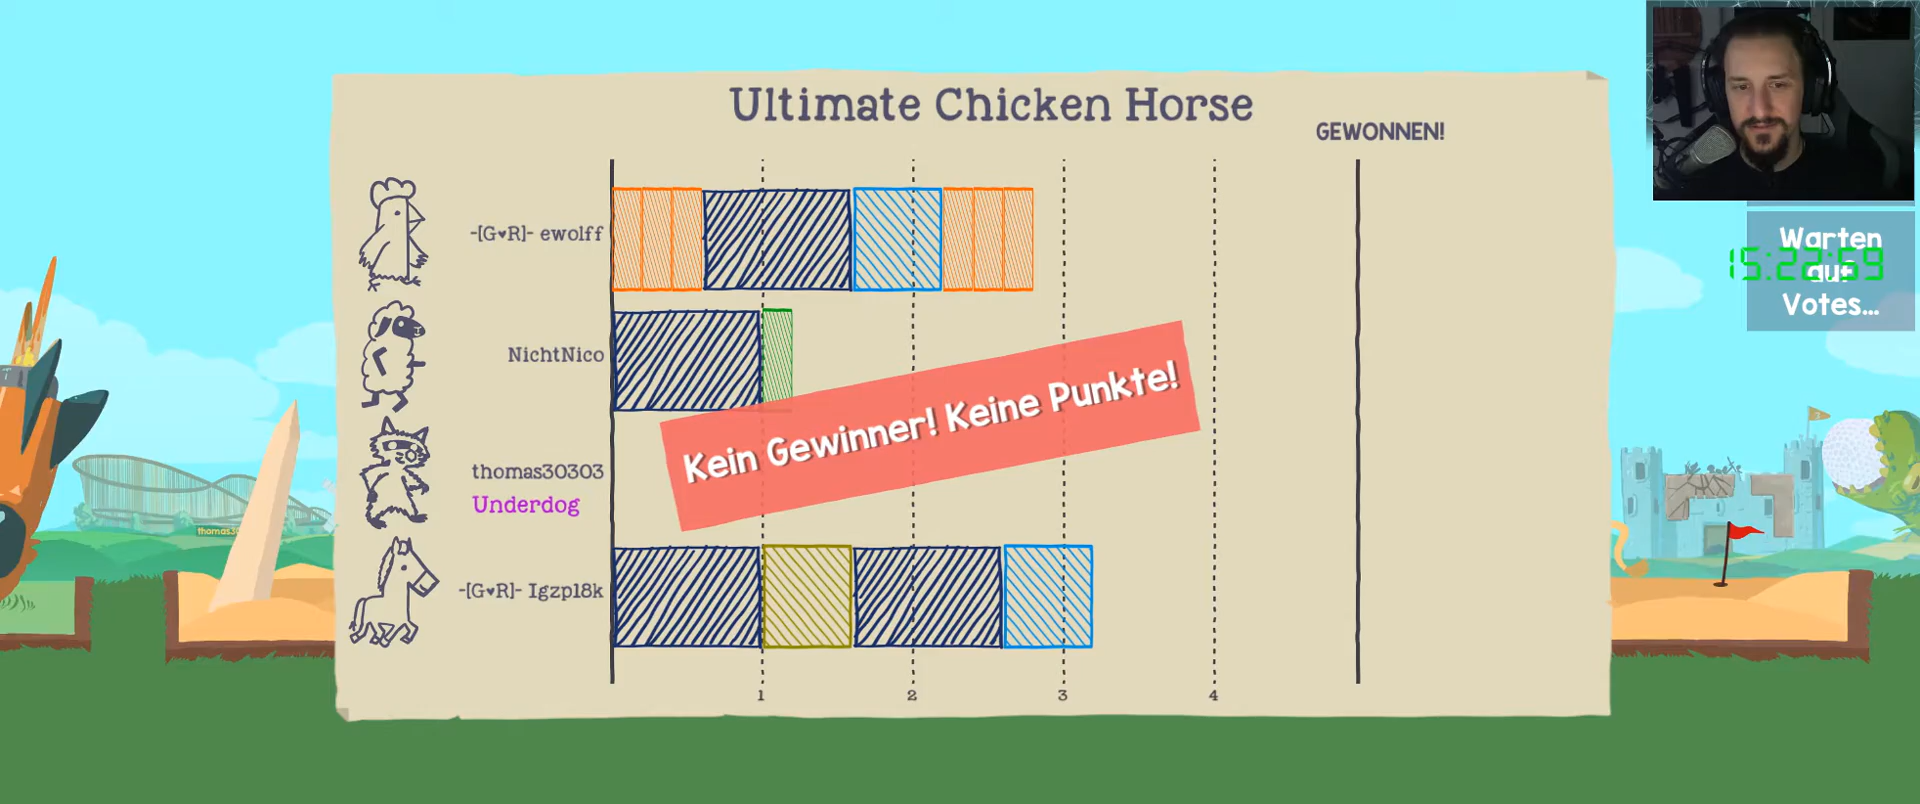 Ultimate Chicken Horse
GEWONNEN!
-[G♥R]- ewolff
NichtNico
thomas30303
Underdog
-[G♥R]- Igzp18k
Kein Gewinner! Keine Punkte!
1 2 3 4
Warten
auf
Votes...
15:22:59